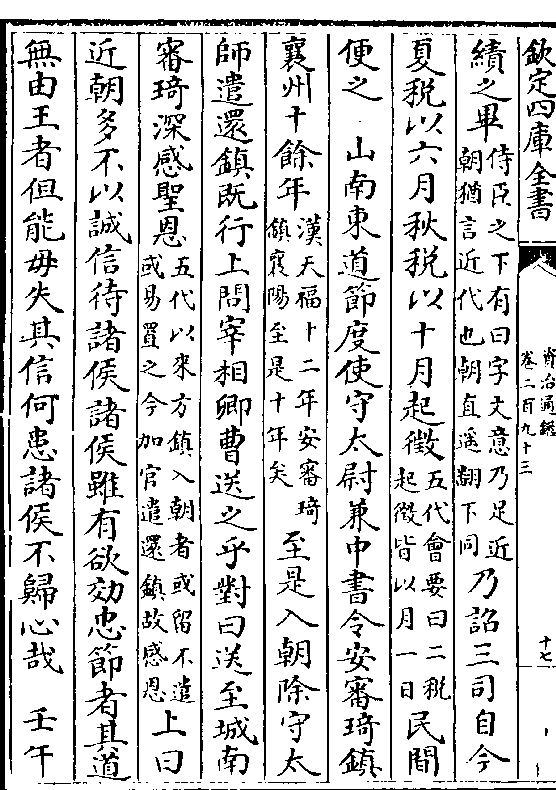 欽定四庫全書
資治通鑑
卷二百九十三
十七
績之畢侍臣之下有曰字文意乃足近朝猶言近代也朝直遥翻下同乃詔三司自今
夏稅以六月秋稅以十月起徵五代會要曰二稅起徵皆以月一日民間
便之 山南東道節度使守太尉兼中書令安審琦鎮
襄州十餘年漢天福十二年安審琦鎮襄陽至是十年矣至是入朝除守太
師遣還鎮既行上問宰相卿曹送之乎對曰送至城南
審琦深感聖恩五代以來方鎮入朝者或留不遣或易置之今加官遣還鎮故感恩上曰
近朝多不以誠信待諸侯諸侯雖有欲効忠節者其道
無由王者但能毋失其信何患諸侯不歸心哉 壬午